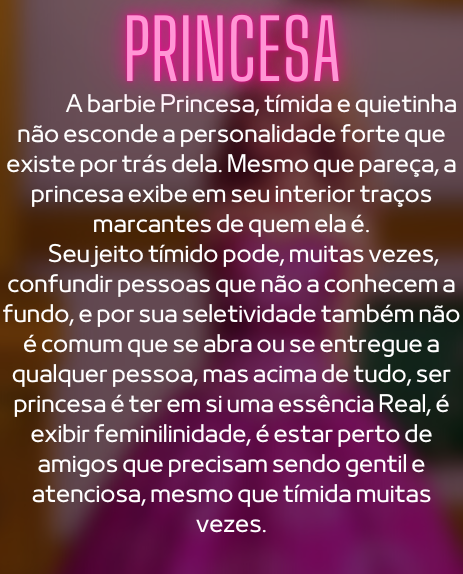 PRINCESA
A barbie Princesa, tímida e quietinha
não esconde a personalidade forte que
existe por trás dela. Mesmo que pareça, a
princesa exibe em seu interior traços
marcantes de quem ela é.
Seu jeito tímido pode, muitas vezes,
confundir pessoas que não a conhecem a
fundo, e por sua seletividade também não
é comum que se abra ou se entregue a
qualquer pessoa, mas acima de tudo, ser
princesa é ter em si uma essência Real, é
exibir feminilinidade, é estar perto de
amigos que precisam sendo gentil e
atenciosa, mesmo que tímida muitas
vezes.